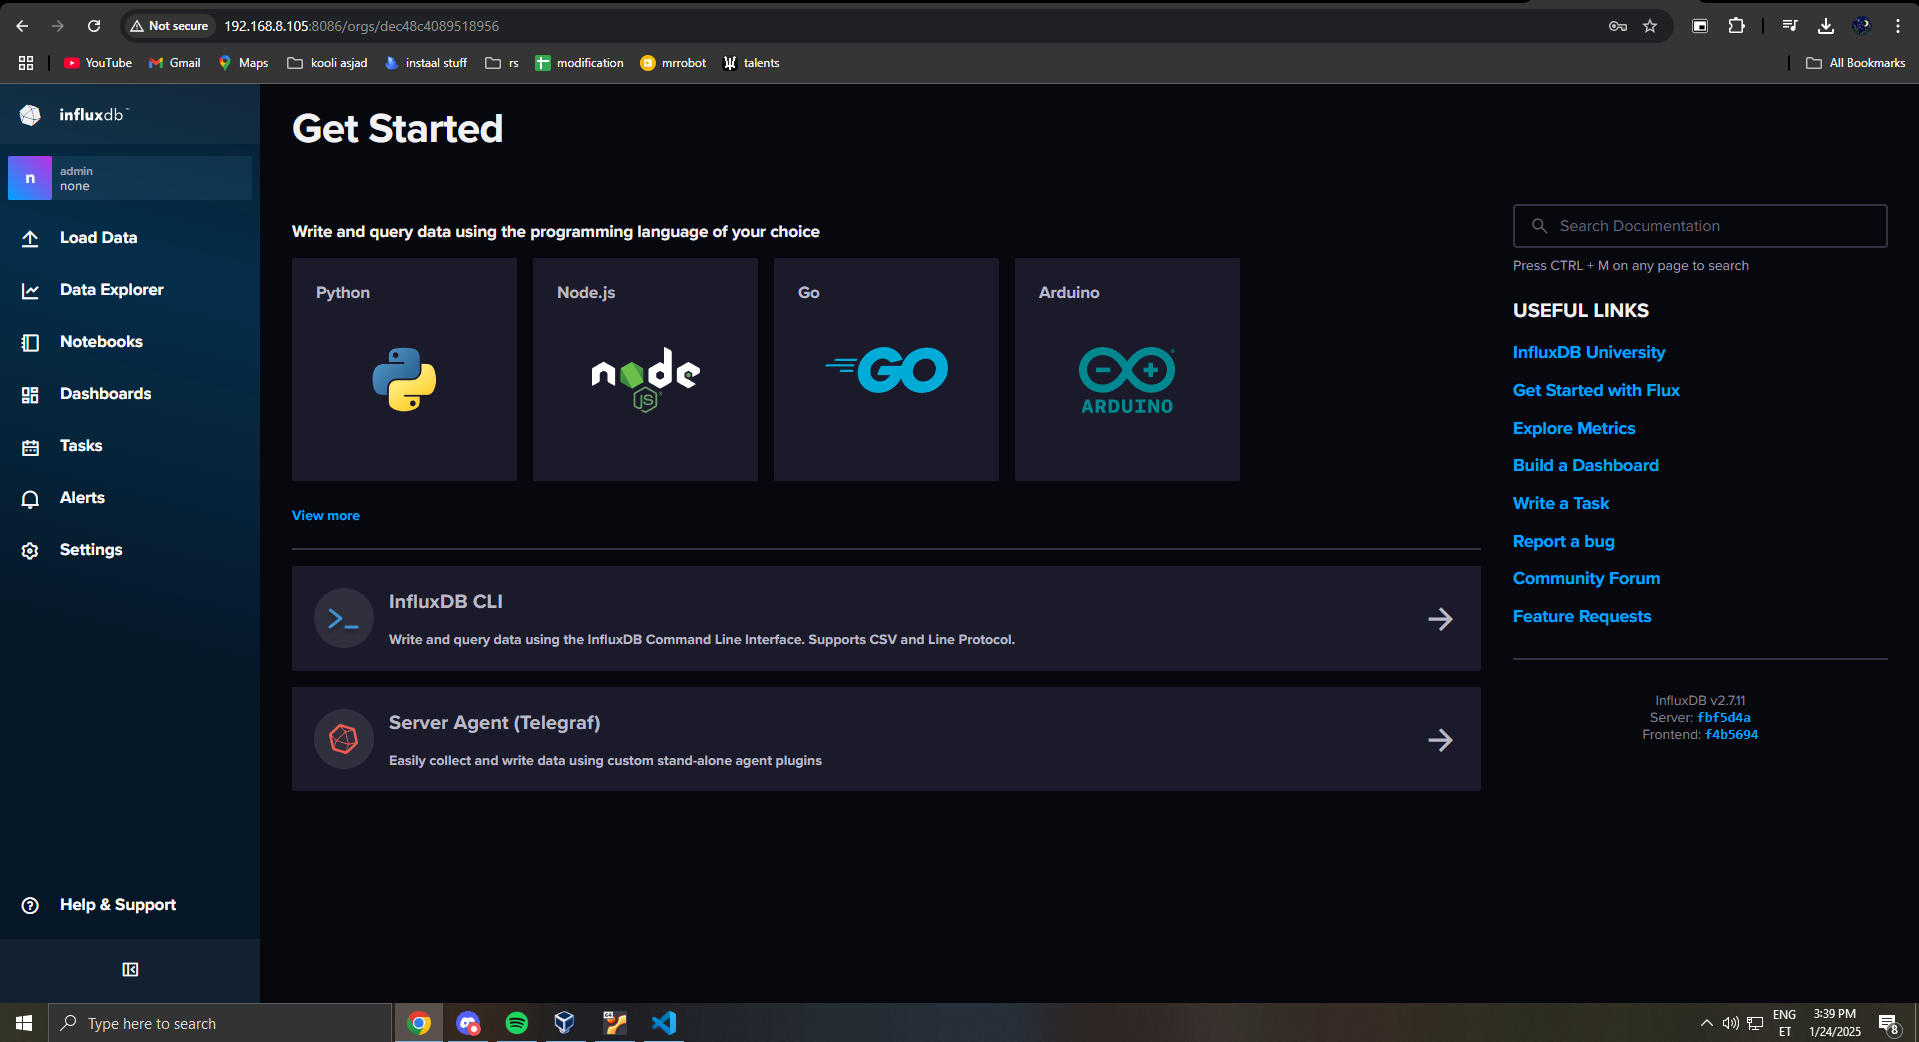 Not secure
192.168.8.105:8086/orgs/dec48c4089518956
YouTube
Gmail
Maps
kooli asjad
instaal stuff
rs
modification
mrrobot
talents
All Bookmarks
influxdb™
n
admin
none
Load Data
Data Explorer
Notebooks
Dashboards
Tasks
Alerts
Settings
Help & Support
Get Started
Write and query data using the programming language of your choice
Python
Node.js
Go
Arduino
node
JS
GO
ARDUINO
View more
InfluxDB CLI
Write and query data using the InfluxDB Command Line Interface. Supports CSV and Line Protocol.
Server Agent (Telegraf)
Easily collect and write data using custom stand-alone agent plugins
Search Documentation
Press CTRL + M on any page to search
USEFUL LINKS
InfluxDB University
Get Started with Flux
Explore Metrics
Build a Dashboard
Write a Task
Report a bug
Community Forum
Feature Requests
InfluxDB v2.7.11
Server: fbf5d4a
Frontend: f4b5694
Type here to search
ENG
ET
3:39 PM
1/24/2025
8